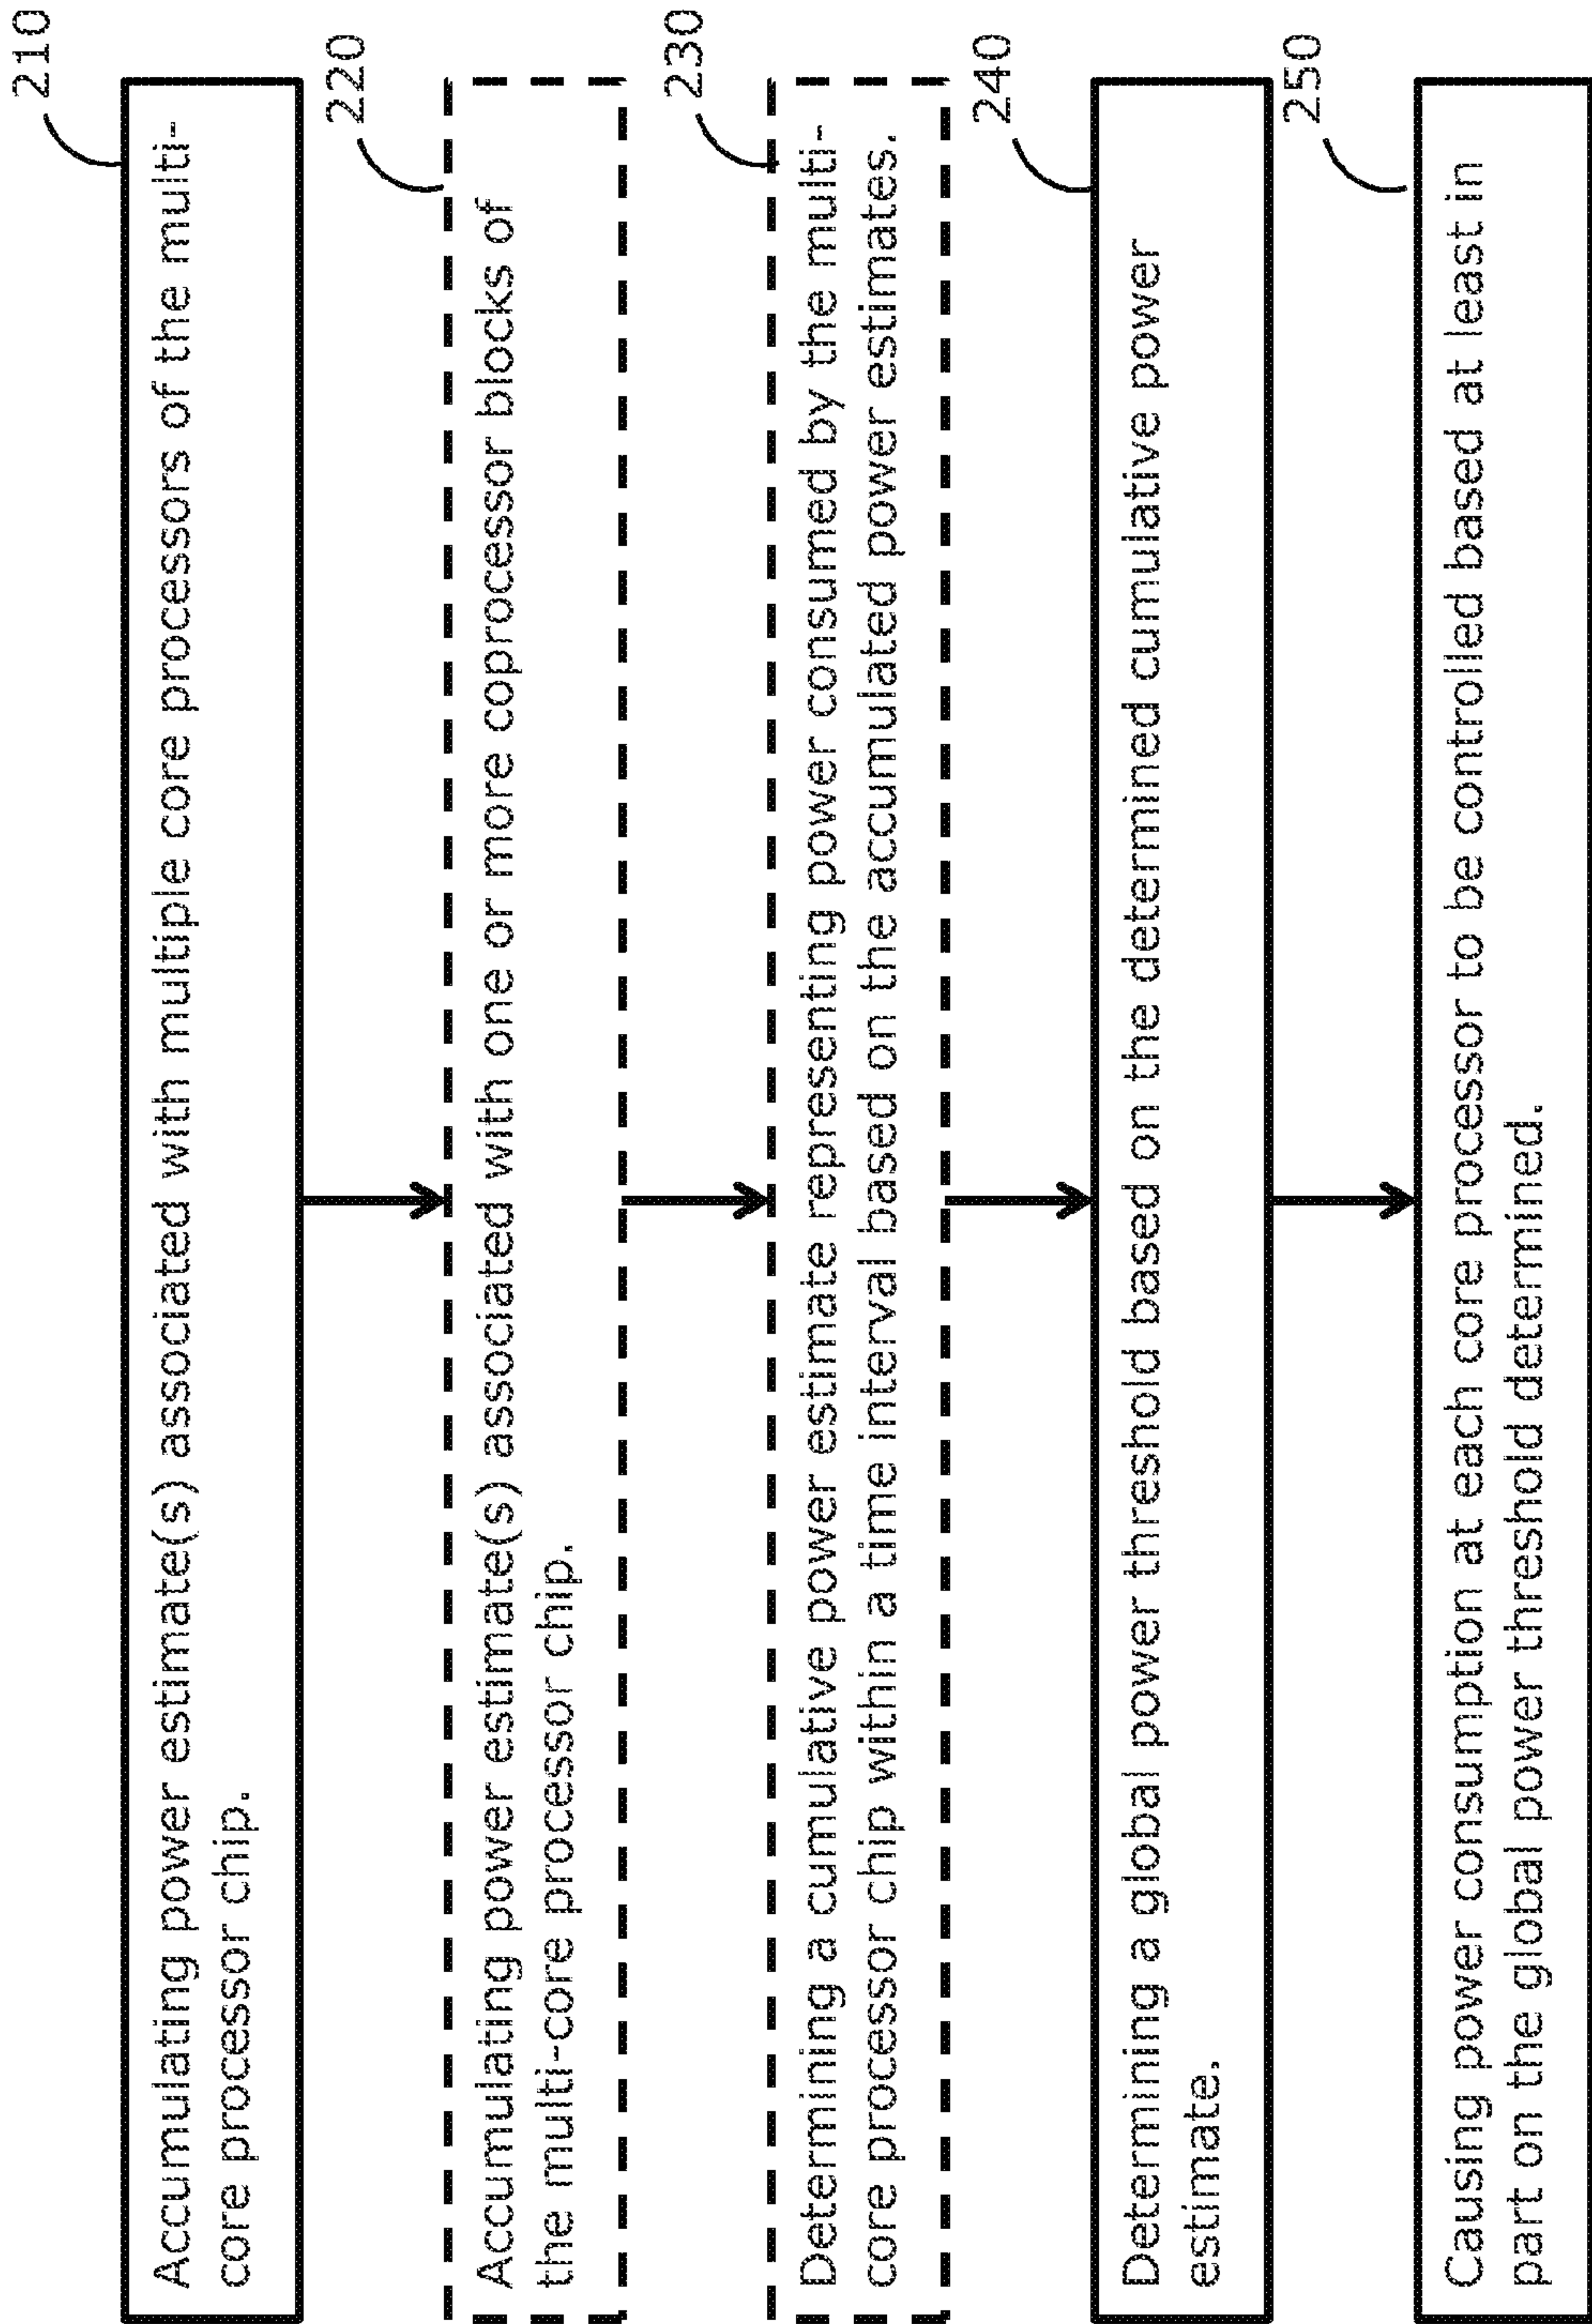 210
Accumulating power estimate(s) associated with multiple core processors of the multi-
core processor chip.
220
Accumulating power estimate(s) associated with one or more coprocessor blocks of
the multi-core processor chip.
230
Determining a cumulative power estimate representing power consumed by the multi-
core processor chip within a time interval based on the accumulated power estimates.
240
Determining a global power threshold based on the determined cumulative power
estimate.
250
Causing power consumption at each core processor to be controlled based at least in
part on the global power threshold determined.